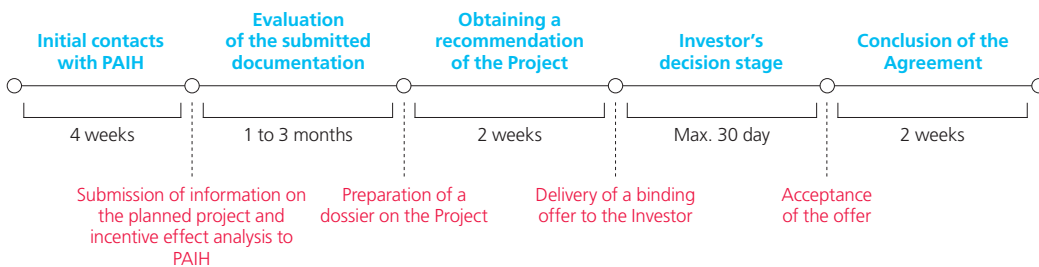 Initial contacts
with PAIH
Evaluation
of the submitted
documentation
Obtaining a
recommendation
of the Project
Investor's
decision stage
Conclusion of the
Agreement
4 weeks
1 to 3 months
2 weeks
Max. 30 day
2 weeks
Submission of information on
the planned project and
incentive effect analysis to
PAIH
Preparation of a
dossier on the Project
Delivery of a binding
offer to the Investor
Acceptance
of the offer